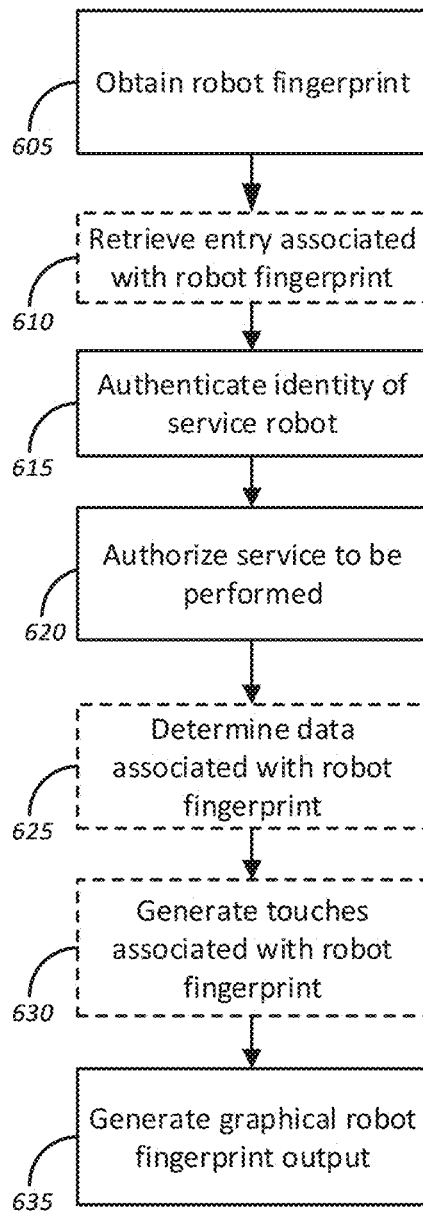 Obtain robot fingerprint
605
Retrieve entry associated
with robot fingerprint
610
Authenticate identity of
service robot
615
Authorize service to be
performed
620
Determine data
associated with robot
fingerprint
625
Generate touches
associated with robot
fingerprint
630
Generate graphical robot
fingerprint output
635